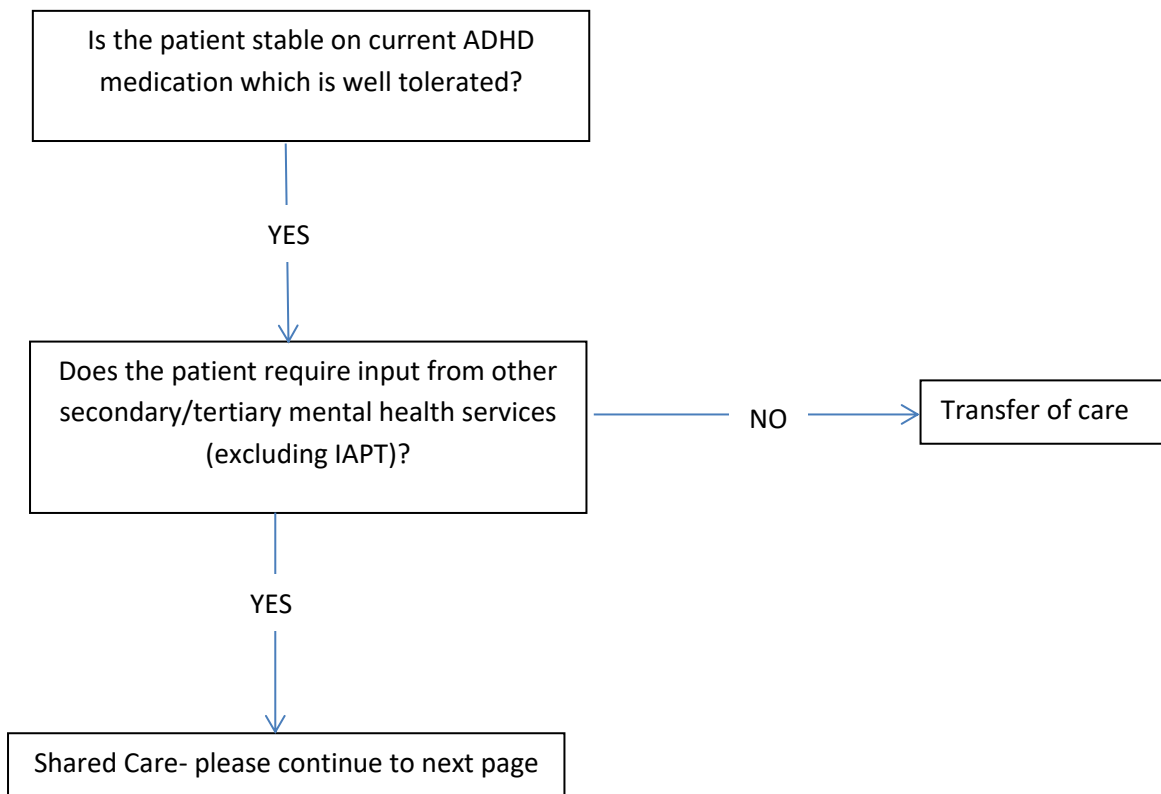 Is the patient stable on current ADHD
medication which is well tolerated?
YES
Does the patient require input from other
secondary/tertiary mental health services
(excluding IAPT)?
NO
Transfer of care
YES
Shared Care- please continue to next page